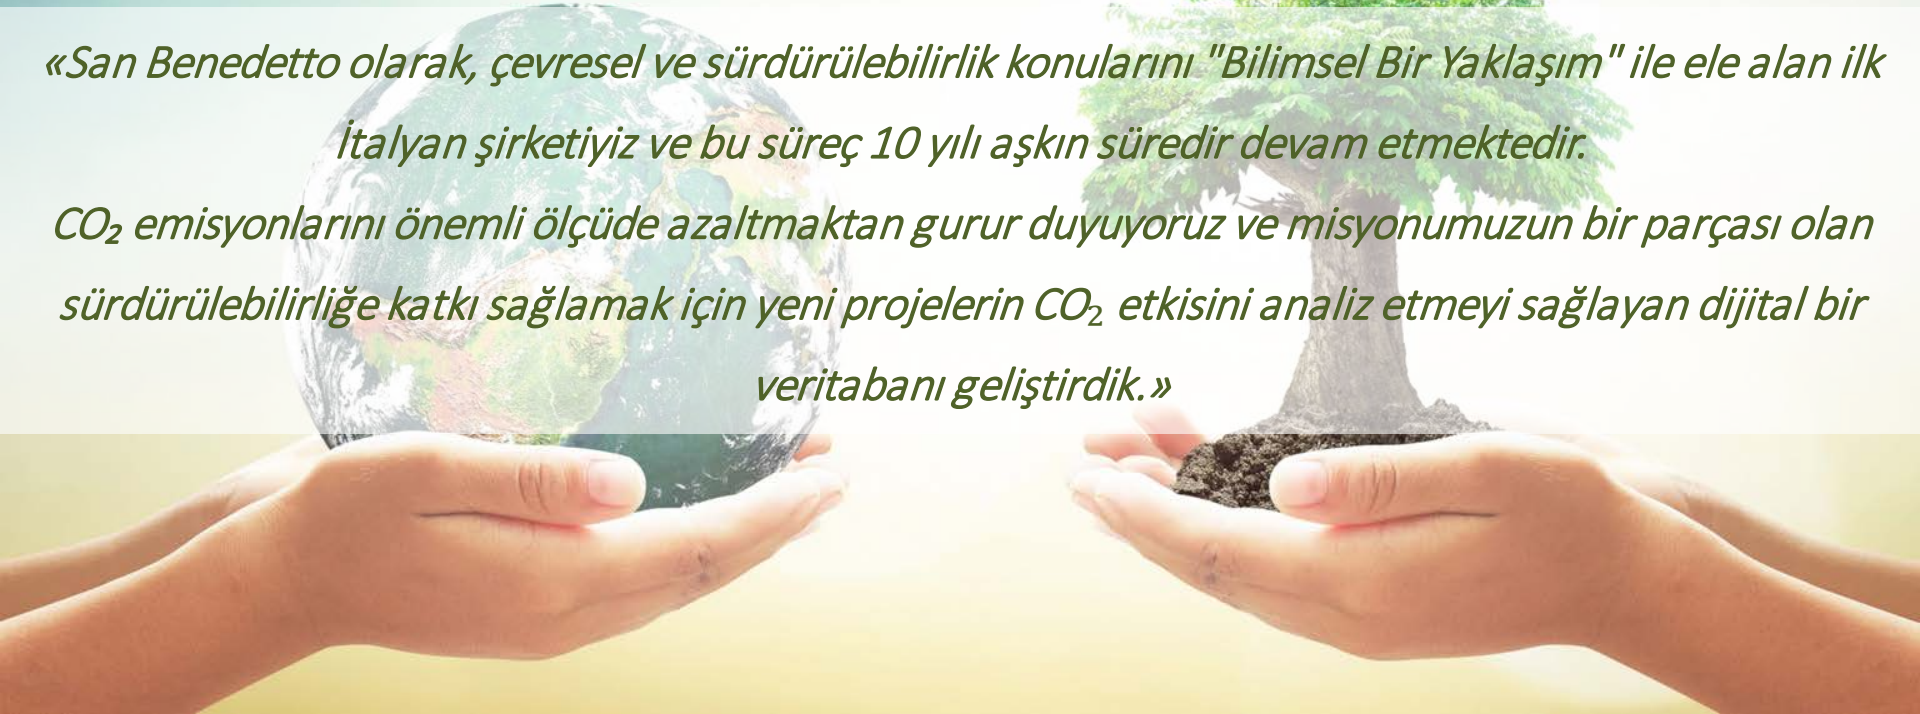 «San Benedetto olarak, çevresel ve sürdürülebilirlik konularını "Bilimsel Bir Yaklaşım" ile ele alan ilk
İtalyan şirketiyiz ve bu süreç 10 yılı aşkın süredir devam etmektedir.
CO₂ emisyonlarını önemli ölçüde azaltmaktan gurur duyuyoruz ve misyonumuzun bir parçası olan
sürdürülebilirliğe katkı sağlamak için yeni projelerin CO₂ etkisini analiz etmeyi sağlayan dijital bir
veritabanı geliştirdik.»